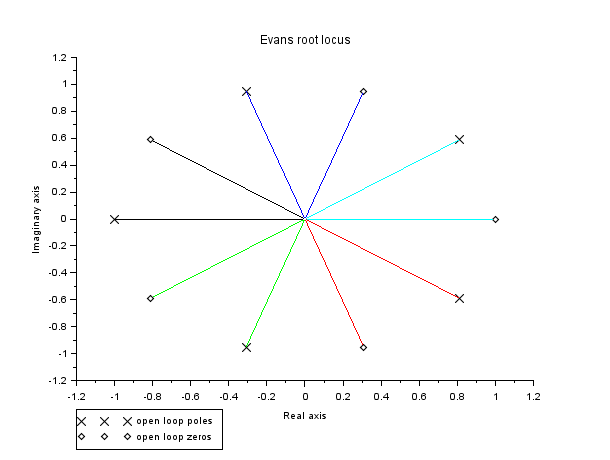 Evans root locus
1.2
1
0.8
0.6
0.4
0.2
0
-0.2
-0.4
-0.6
-0.8
-1
-1.2
Imaginary axis
-1.2 -1 -0.8 -0.6 -0.4 -0.2 0 0.2 0.4 0.6 0.8 1 1.2
Real axis
open loop poles
open loop zeros